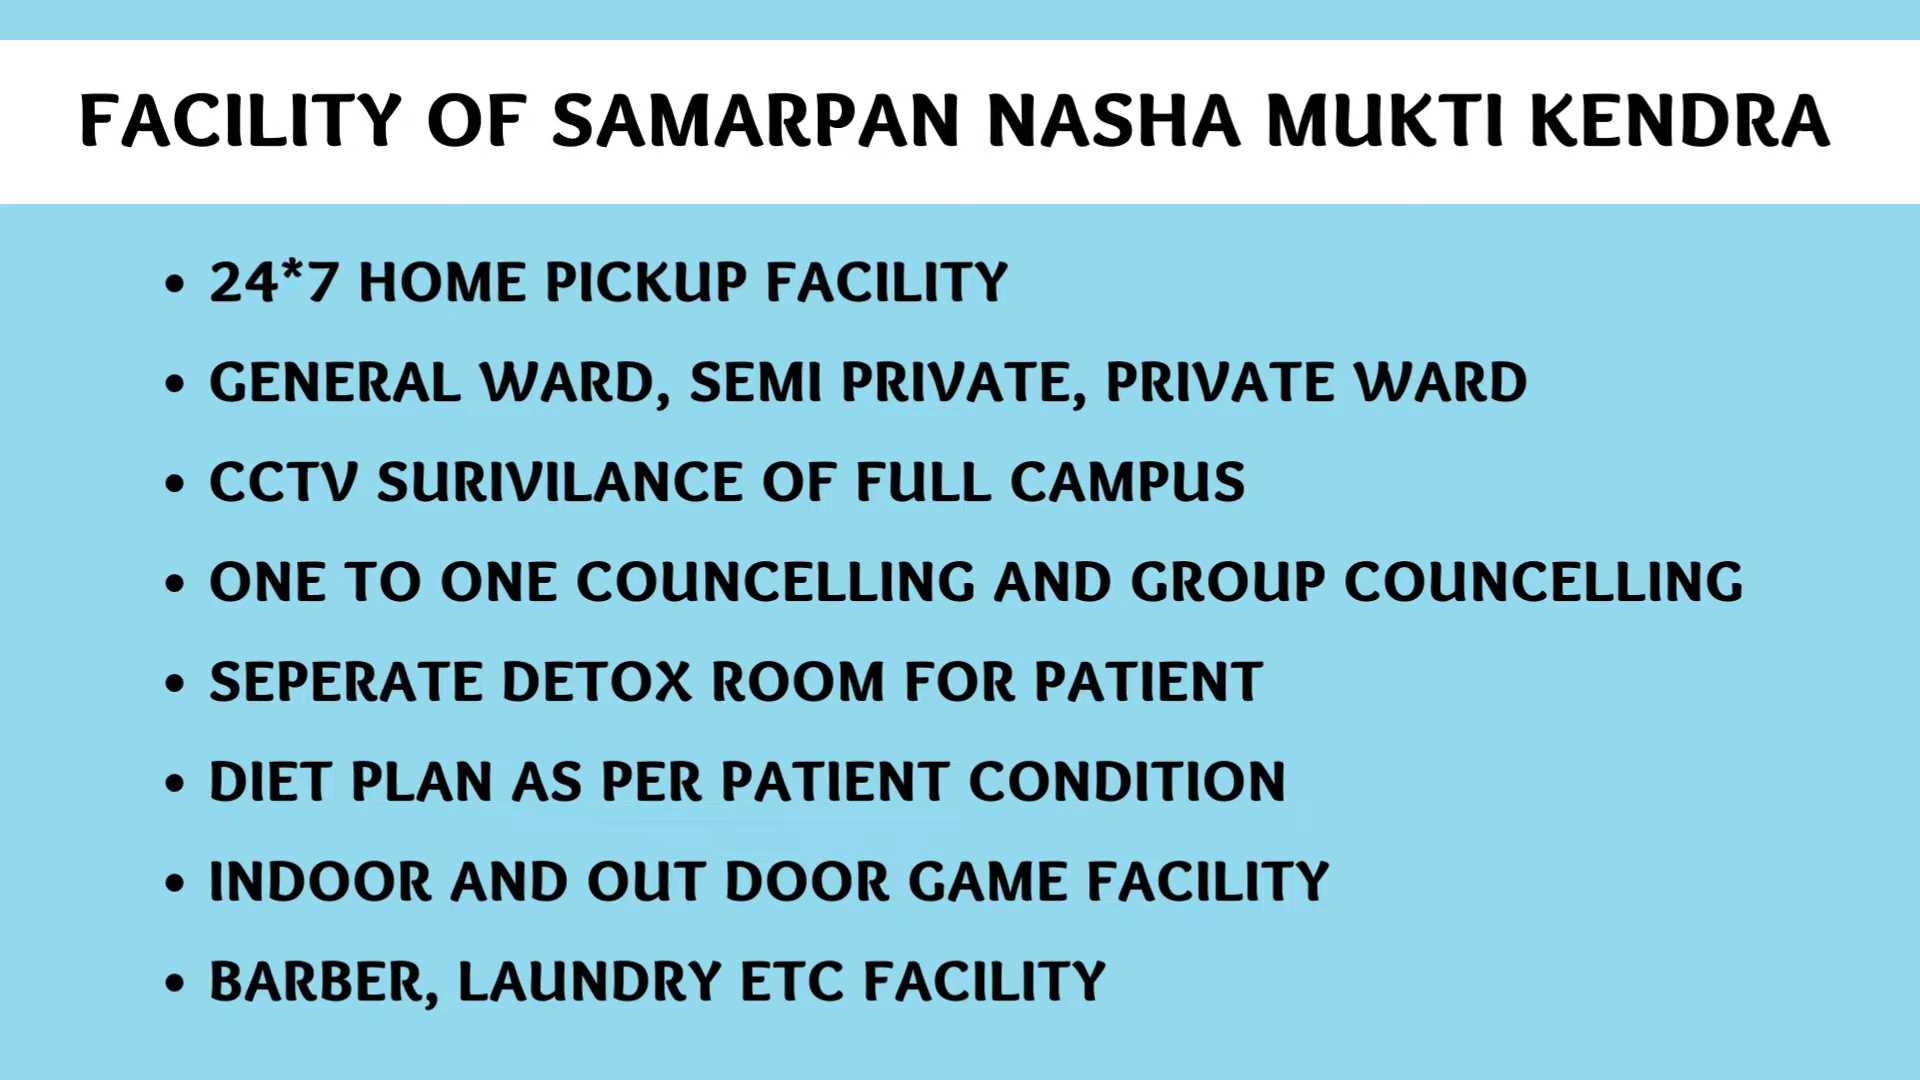 FACILITY OF SAMARPAN NASHA MUKTI KENDRA
• 24*7 HOME PICKUP FACILITY
• GENERAL WARD, SEMI PRIVATE, PRIVATE WARD
• CCTV SURIVILANCE OF FULL CAMPUS
• ONE TO ONE COUNCELLING AND GROUP COUNCELLING
• SEPERATE DETOX ROOM FOR PATIENT
• DIET PLAN AS PER PATIENT CONDITION
• INDOOR AND OUT DOOR GAME FACILITY
• BARBER, LAUNDRY ETC FACILITY